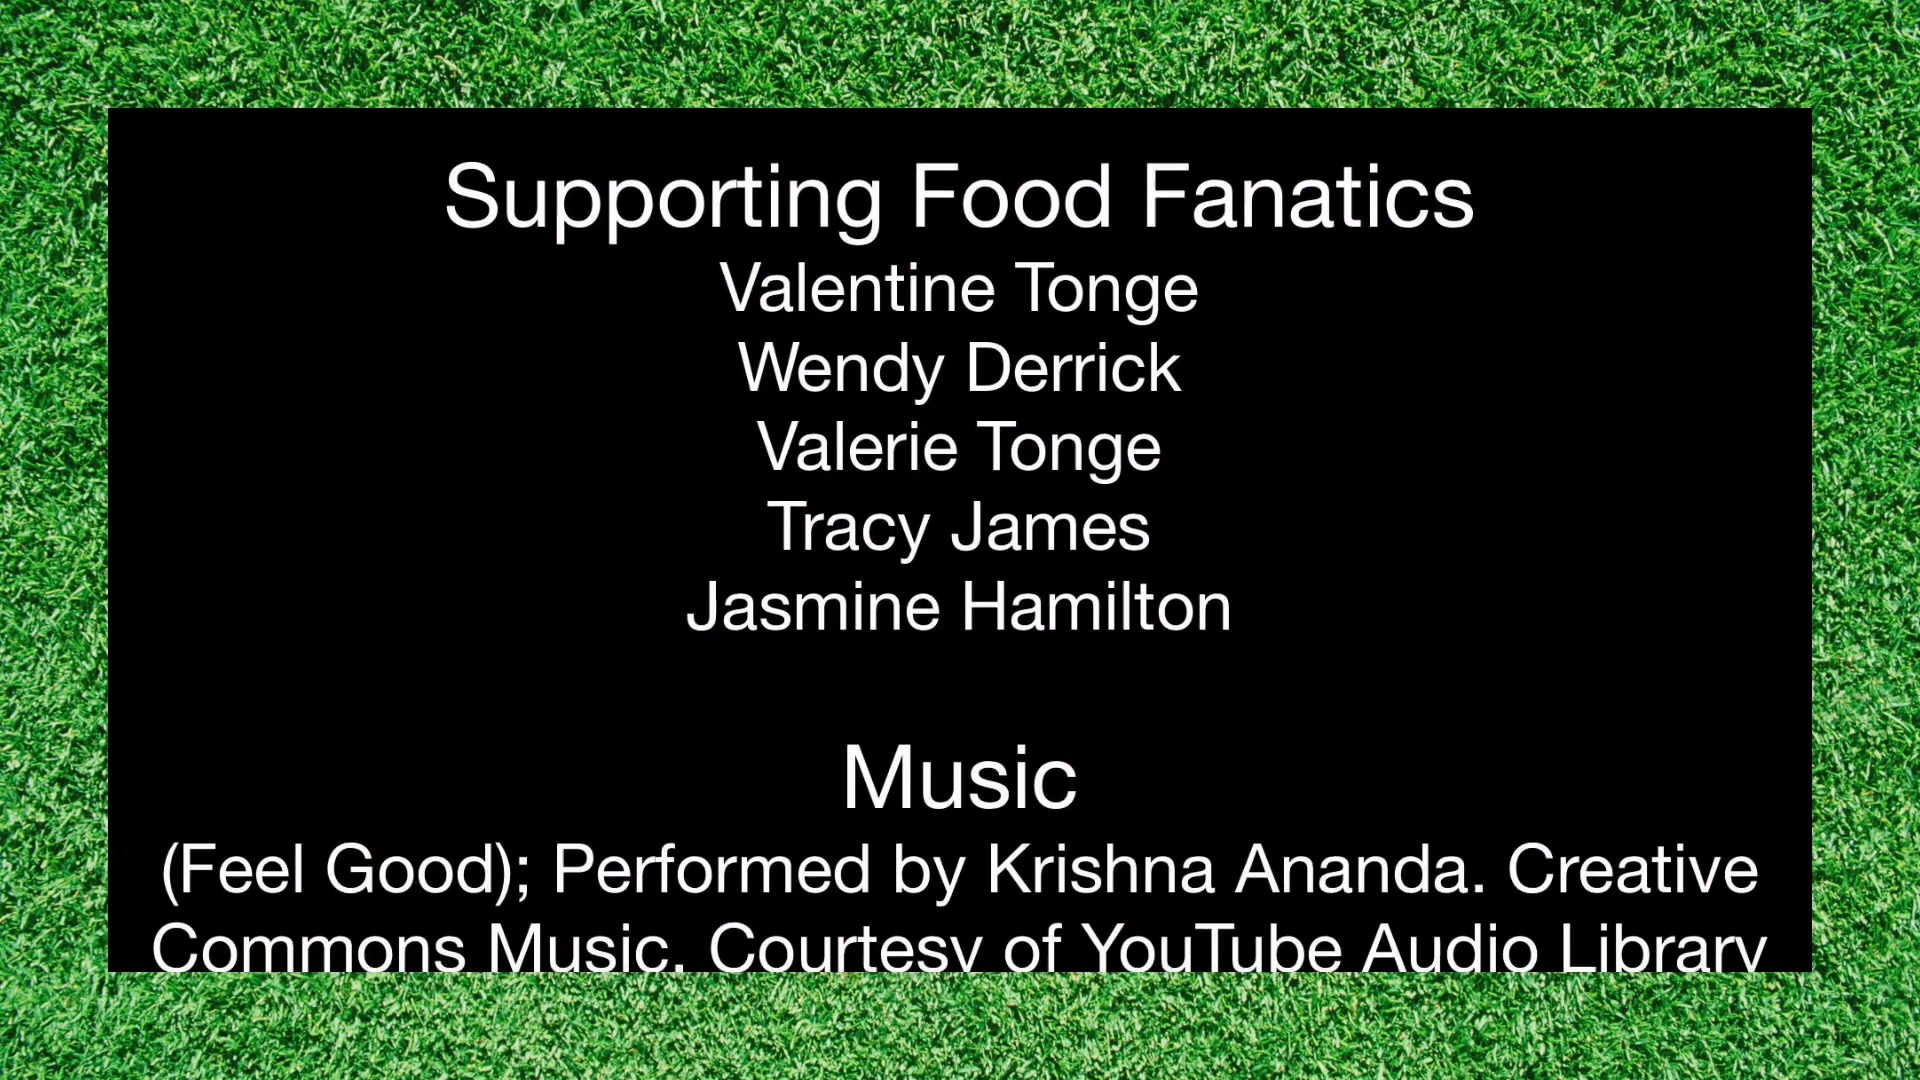 Supporting Food Fanatics
Valentine Tonge
Wendy Derrick
Valerie Tonge
Tracy James
Jasmine Hamilton
Music
(Feel Good); Performed by Krishna Ananda. Creative
Commons Music, Courtesy of YouTube Audio Library